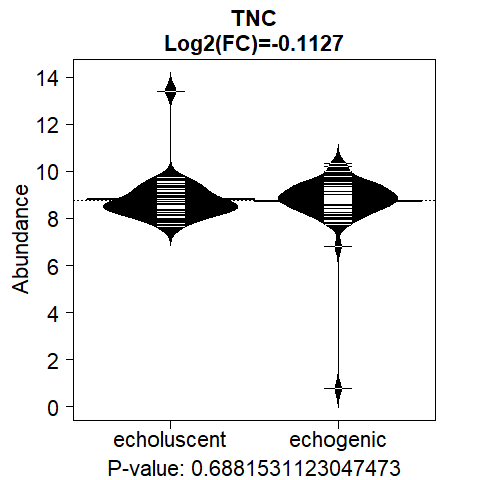 TNC
Log2(FC)=-0.1127
14
12
10
8
6
4
2
0
Abundance
echoluscent echogenic
P-value: 0.6881531123047473